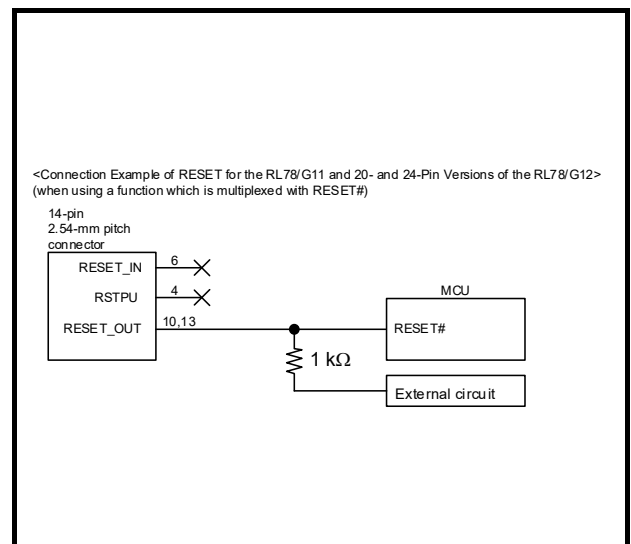 <Connection Example of RESET for the RL78/G11 and 20- and 24-Pin Versions of the RL78/G12>
(when using a function which is multiplexed with RESET#)
14-pin
2.54-mm pitch
connector
RESET_IN 6
RSTPU 4
RESET_OUT 10,13
MCU
RESET#
1 kΩ
External circuit